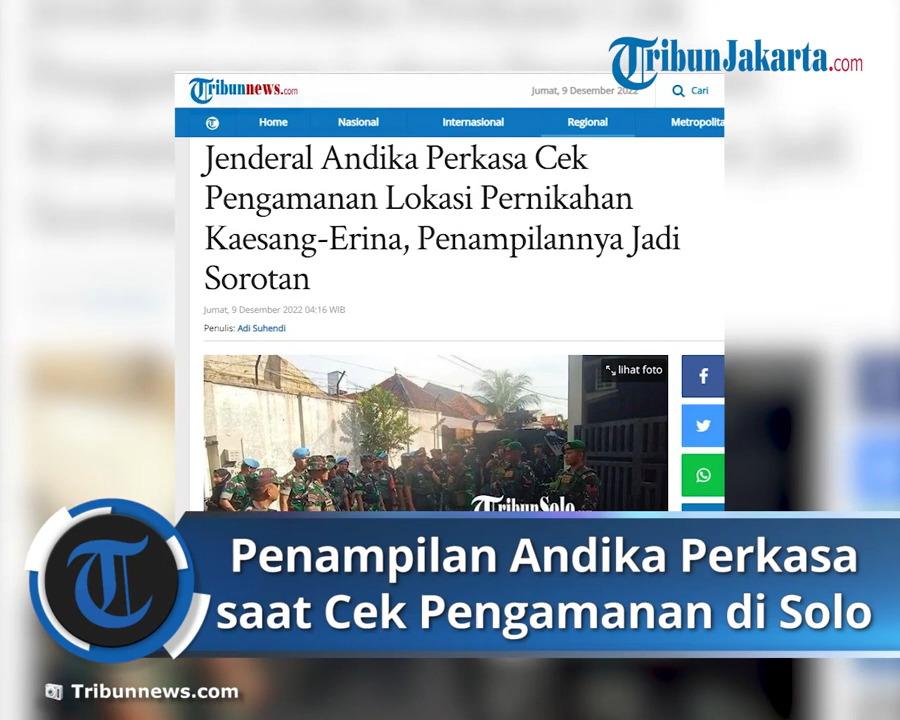 TribunJakarta.com
Tribunnews.com
Jumat, 9 Desember 2022
Cari
Home Nasional Internasional Regional Metropolita
Jenderal Andika Perkasa Cek
Pengamanan Lokasi Pernikahan
Kaesang-Erina, Penampilannya Jadi
Sorotan
Jumat, 9 Desember 2022 04:16 WIB
Penulis: Adi Suhendi
lihat foto
TribunSolo
Penampilan Andika Perkasa
saat Cek Pengamanan di Solo
Tribunnews.com